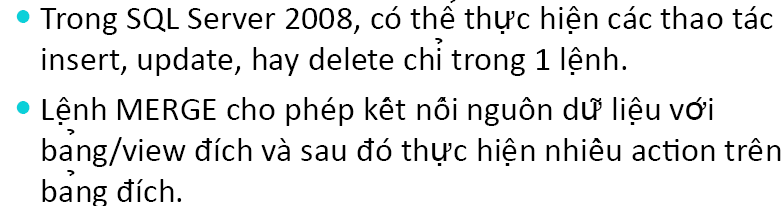 • Trong SQL Server 2008, có thể thực hiện các thao tác
insert, update, hay delete chỉ trong 1 lệnh.
• Lệnh MERGE cho phép kết nối nguồn dữ liệu với
bảng/view đích và sau đó thực hiện nhiều action trên
bảng đích.